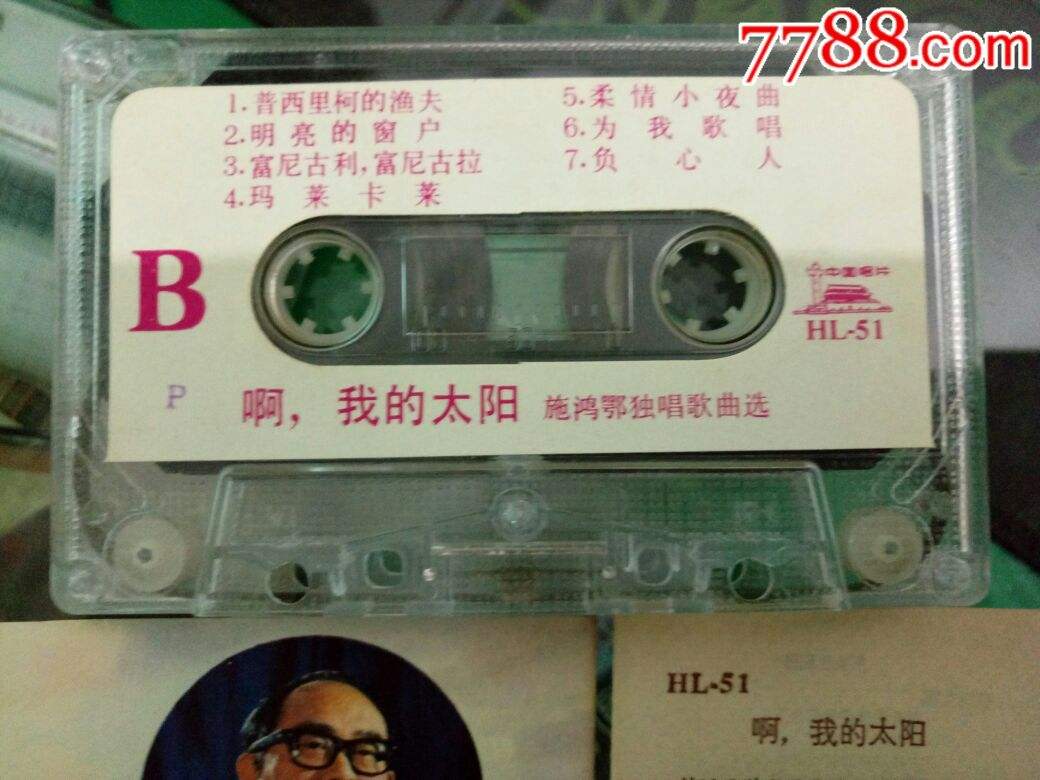 7788.com
1.普西里柯的渔夫
2.明亮的窗户
3.富尼古利,富尼古拉
4.玛莱卡莱
5.柔情小夜曲
6.为我歌唱
7.负心人
B
中国唱片
HL-51
P
啊，我的太阳 施鸿鄂独唱歌曲选
HL-51
啊，我的太阳